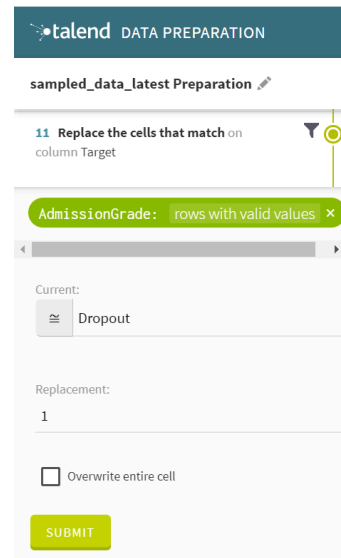 talend DATA PREPARATION
sampled_data_latest Preparation
11 Replace the cells that match on
column Target
AdmissionGrade: rows with valid values ×
Current:
≅ Dropout
Replacement:
1
Overwrite entire cell
SUBMIT